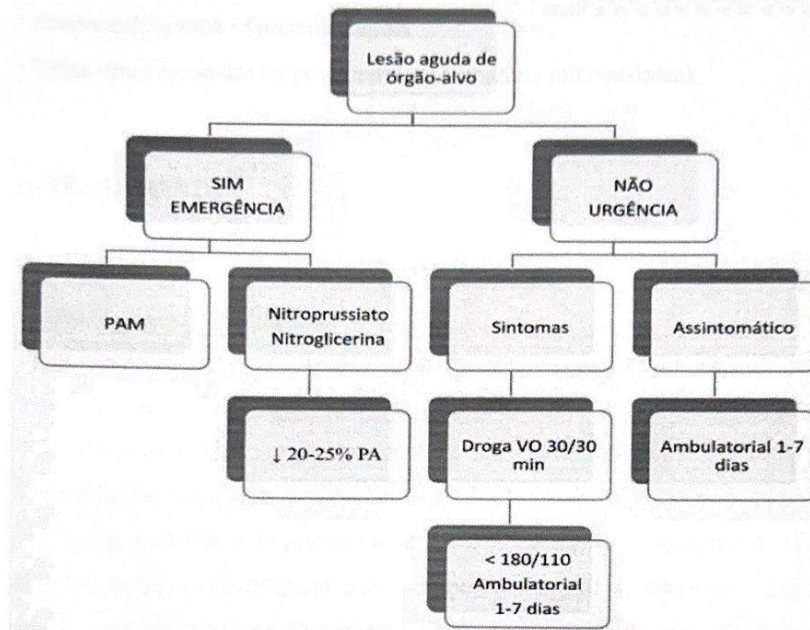 Lesão aguda de
órgão-alvo
SIM
EMERGÊNCIA
NÃO
URGÊNCIA
PAM
Nitroprussiato
Nitroglicerina
Sintomas
Assintomático
↓ 20-25% PA
Droga VO 30/30
min
Ambulatorial 1-7
dias
< 180/110
Ambulatorial
1-7 dias